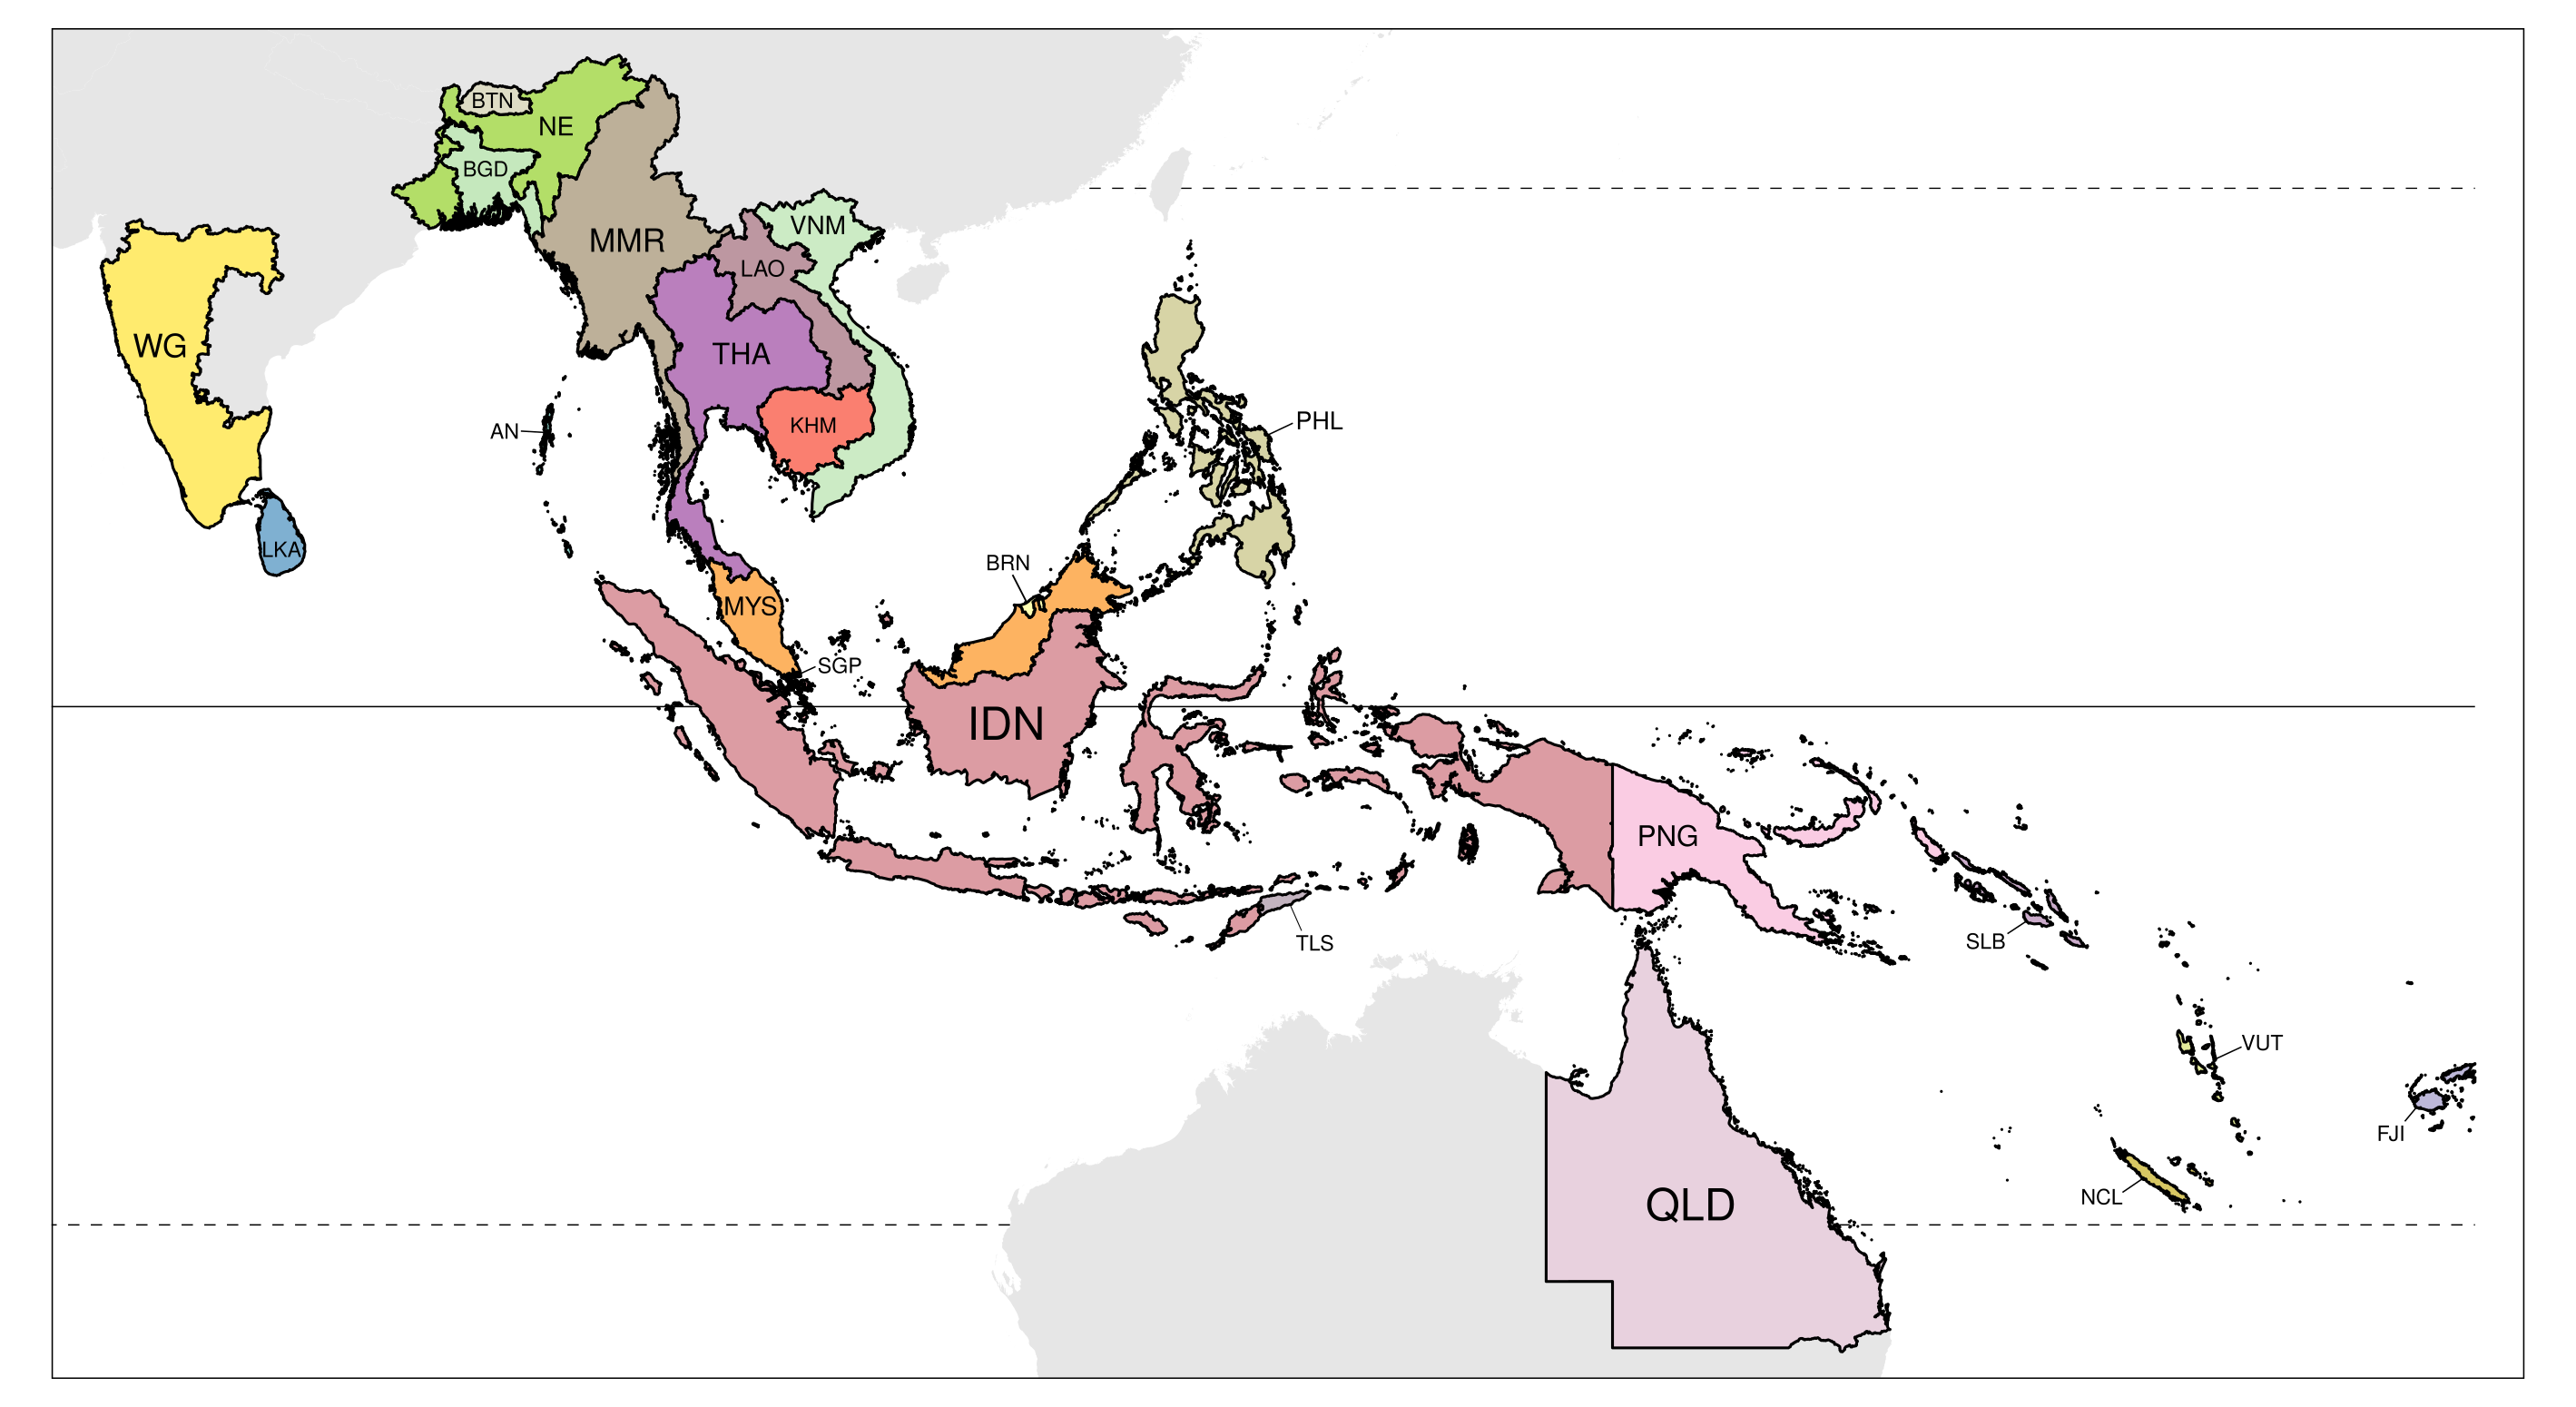 BTN
NE
BGD
VNM
MMR
LAO
WG
THA
PHL
AN
KHM
LKA
BRN
MYS
SGP
IDN
PNG
SLB
TLS
VUT
FJI
NCL
QLD